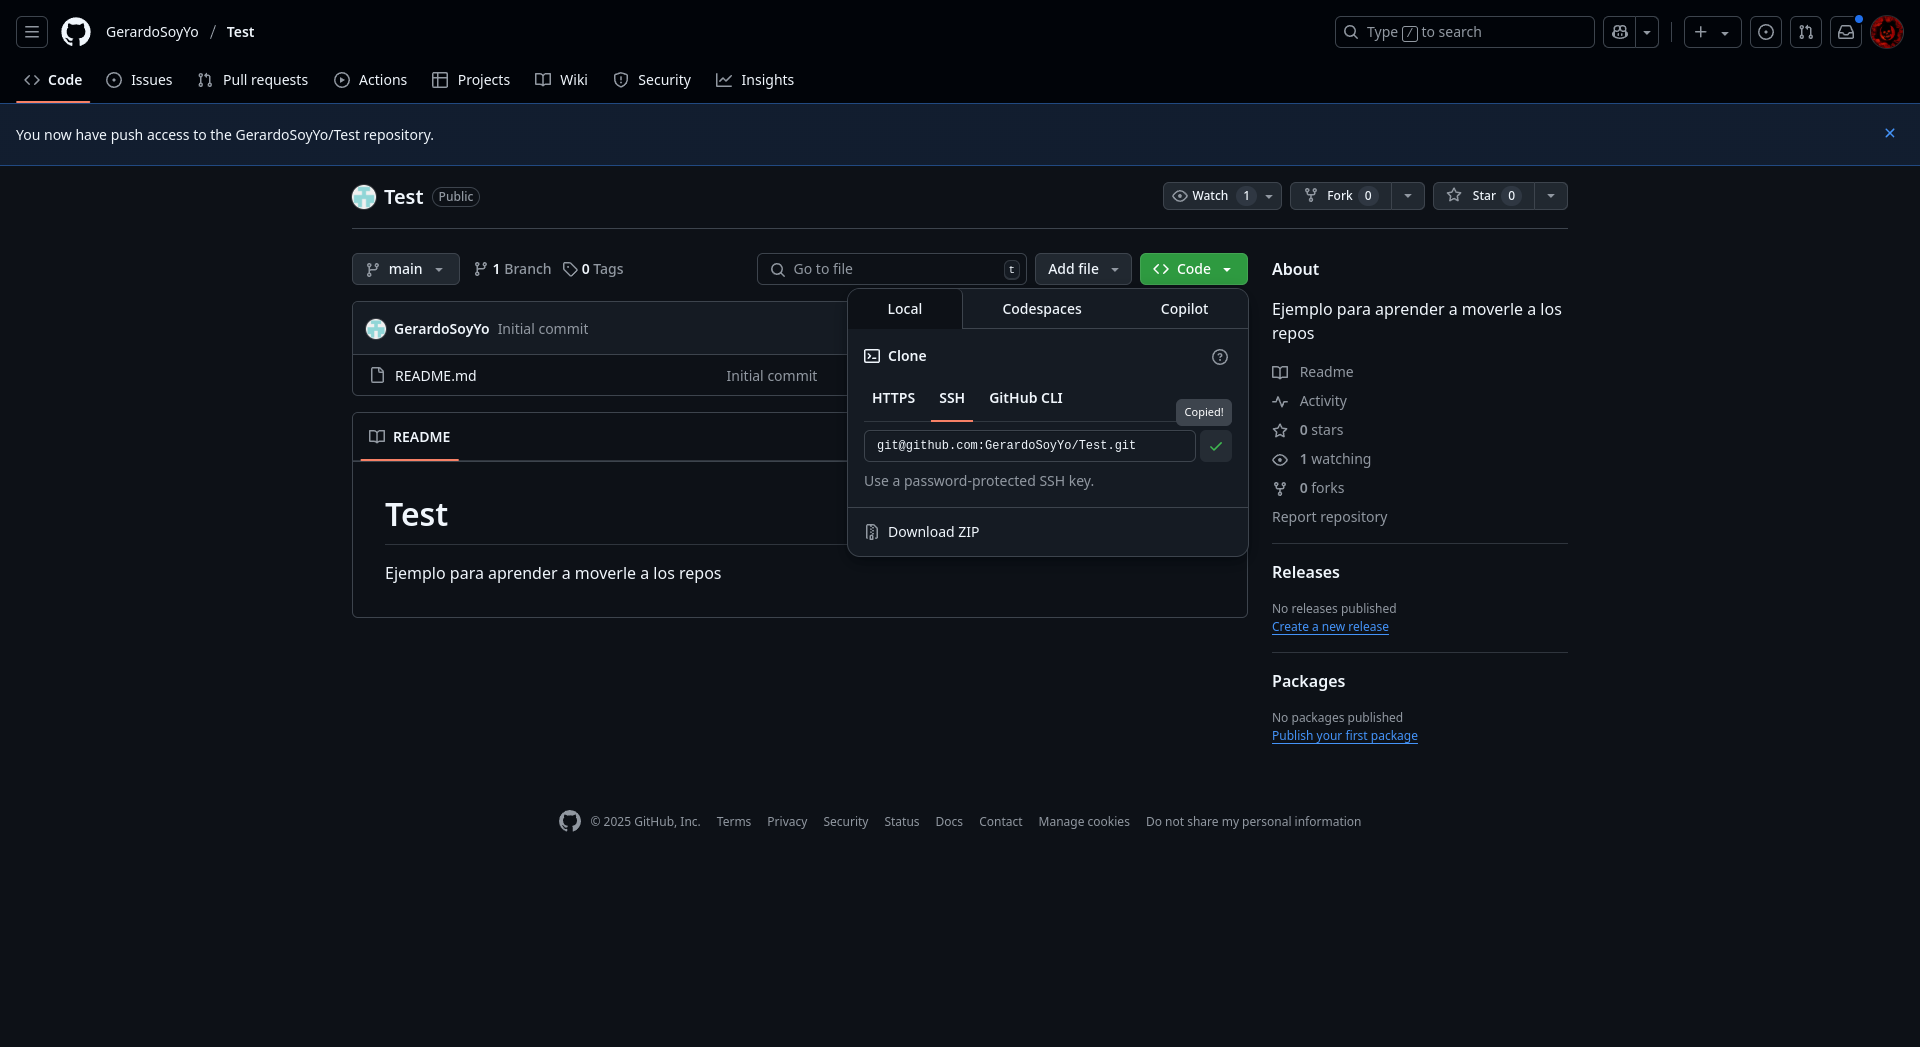 GerardoSoyYo / Test
Type / to search
Code Issues Pull requests Actions Projects Wiki Security Insights
You now have push access to the GerardoSoyYo/Test repository.
Test Public
Watch 1 Fork 0 Star 0
main 1 Branch 0 Tags
Go to file t Add file Code
Local Codespaces Copilot
Clone
HTTPS SSH GitHub CLI
Copied!
git@github.com:GerardoSoyYo/Test.git
Use a password-protected SSH key.
Download ZIP
GerardoSoyYo Initial commit
README.md Initial commit
README
Test
Ejemplo para aprender a moverle a los repos
About
Ejemplo para aprender a moverle a los
repos
Readme
Activity
0 stars
1 watching
0 forks
Report repository
Releases
No releases published
Create a new release
Packages
No packages published
Publish your first package
© 2025 GitHub, Inc. Terms Privacy Security Status Docs Contact Manage cookies Do not share my personal information